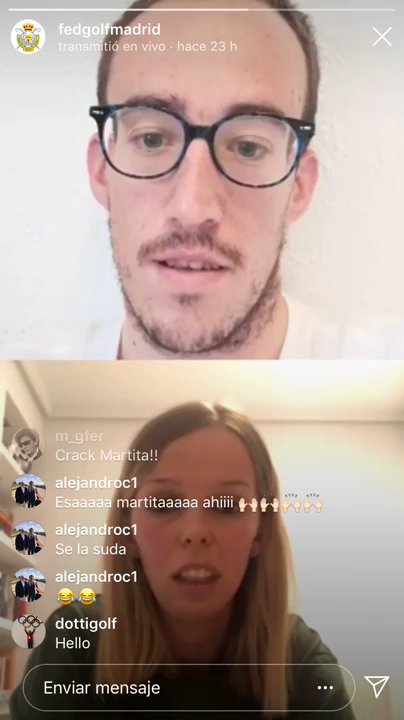 fedgolfmadrid
transmitió en vivo · hace 23 h
m_gfer
Crack Martita!!
alejandroc1
Esaaaaa martitaaaaa ahiiii 🙌🏻🙌🏻🙌🏻🙌🏻
alejandroc1
Se la suda
alejandroc1
😂😂
dottigolf
Hello
Enviar mensaje